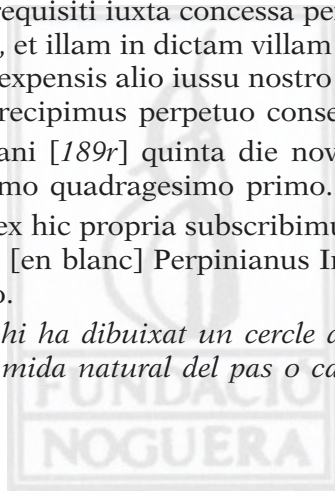 requisiti iuxta concessa pe
, et illam in dictam villam
expensis alio iussu nostro
recipimus perpetuo conse
ani [189r] quinta die nov
mo quadragesimo primo.
ex hic propria subscribimu
[en blanc] Perpinianus In
o.
hi ha dibuixat un cercle a
mida natural del pas o ca
FUNDACIÓ
NOGUERA